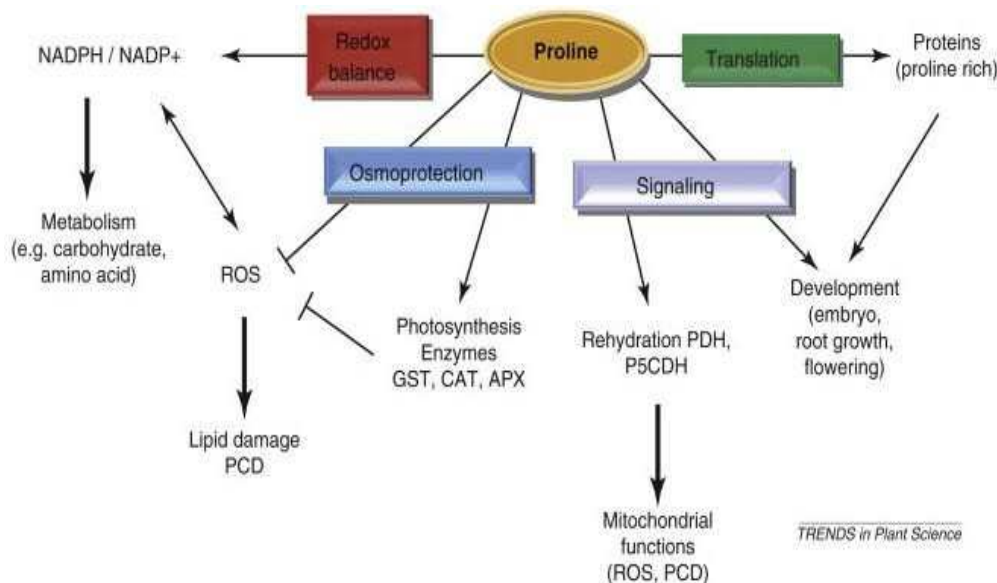 NADPH / NADP+
Redox
balance
Proline
Translation
Proteins
(proline rich)
Osmoprotection
Signaling
Metabolism
(e.g. carbohydrate,
amino acid)
ROS
Photosynthesis
Enzymes
GST, CAT, APX
Rehydration PDH,
P5CDH
Development
(embryo,
root growth,
flowering)
Lipid damage
PCD
Mitochondrial
functions
(ROS, PCD)
TRENDS in Plant Science